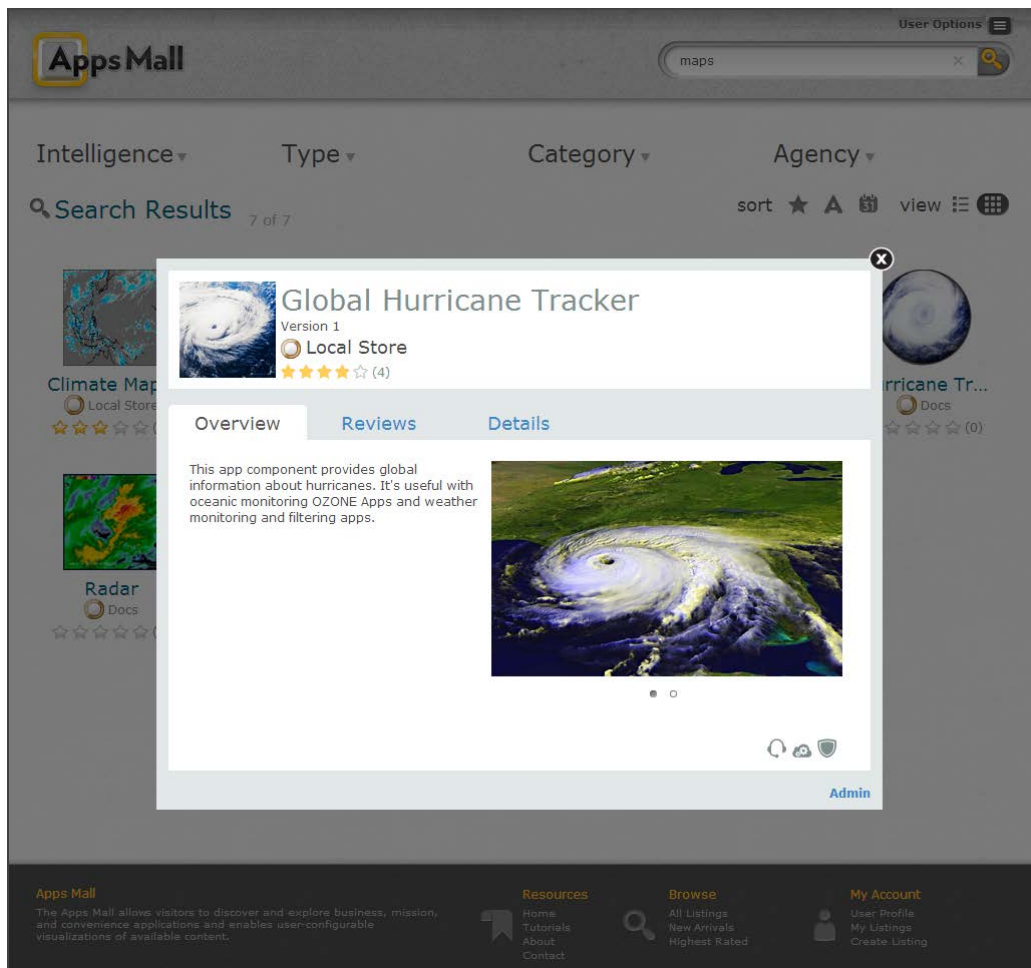 User Options
Apps Mall
maps
Intelligence
Type
Category
Agency
Search Results 7 of 7
sort A 31 view
Global Hurricane Tracker
Version 1
Local Store
(4)
Climate Map
Local Store
rricane Tr...
Docs
(0)
Overview Reviews Details
This app component provides global
information about hurricanes. It's useful with
oceanic monitoring OZONE Apps and weather
monitoring and filtering apps.
Radar
Docs
Admin
Apps Mall
The Apps Mall allows visitors to discover and explore business, mission,
and convenience applications and enables user-configurable
visualizations of available content.
Resources
Home
Tutorials
About
Contact
Browse
All Listings
New Arrivals
Highest Rated
My Account
User Profile
My Listings
Create Listing